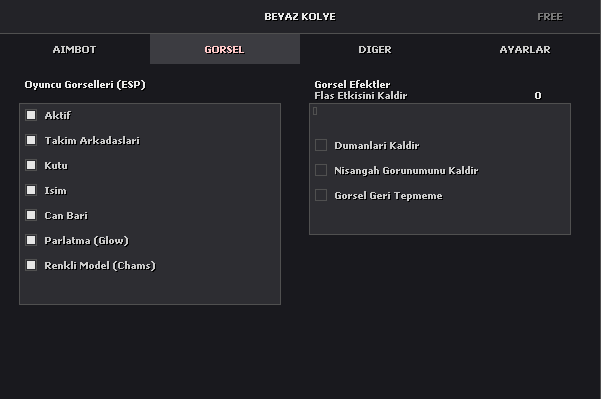 BEYAZ KOLYE FREE
AIMBOT GORSEL DIGER AYARLAR
Oyuncu Gorselleri (ESP)
Aktif
Takim Arkadaslari
Kutu
Isim
Can Bari
Parlatma (Glow)
Renkli Model (Chams)
Gorsel Efektler
Flas Etkisini Kaldir 0
Dumanlari Kaldir
Nisangah Gorunumunu Kaldir
Gorsel Geri Tepmeme